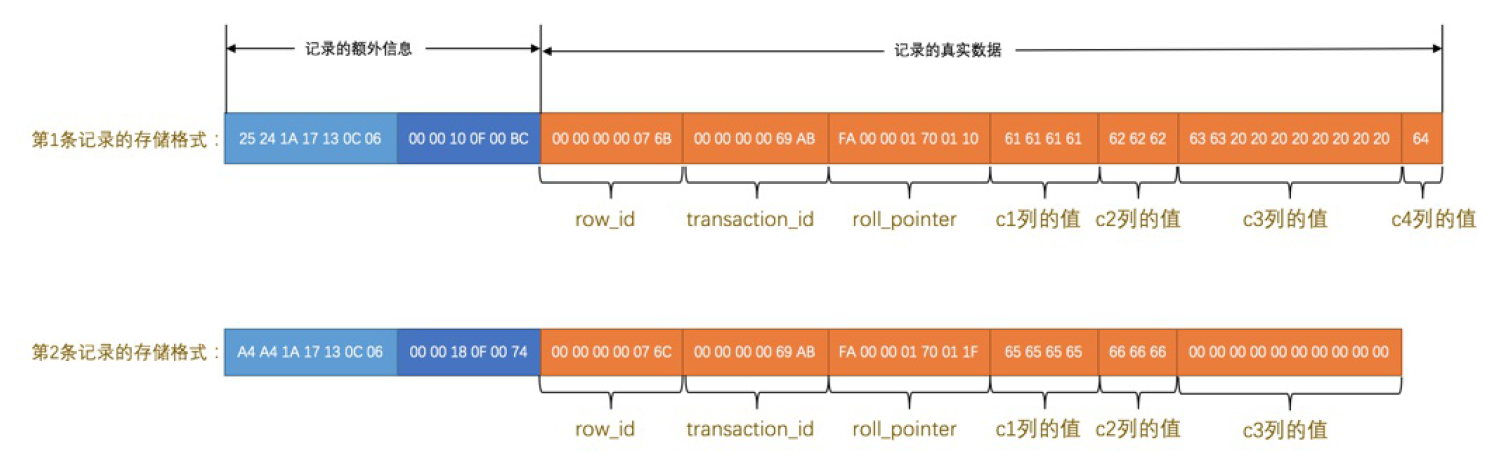 记录的额外信息 记录的真实数据
第1条记录的存储格式： 25 24 1A 17 13 0C 06 00 00 10 0F 00 BC 00 00 00 00 07 6B 00 00 00 00 69 AB FA 00 00 01 70 01 10 61 61 61 61 62 62 62 63 63 20 20 20 20 20 20 20 20 64
row_id transaction_id roll_pointer c1列的值 c2列的值 c3列的值 c4列的值
第2条记录的存储格式： A4 A4 1A 17 13 0C 06 00 00 18 0F 00 74 00 00 00 00 07 6C 00 00 00 00 69 AB FA 00 00 01 70 01 1F 65 65 65 65 66 66 66 00 00 00 00 00 00 00 00 00 00
row_id transaction_id roll_pointer c1列的值 c2列的值 c3列的值